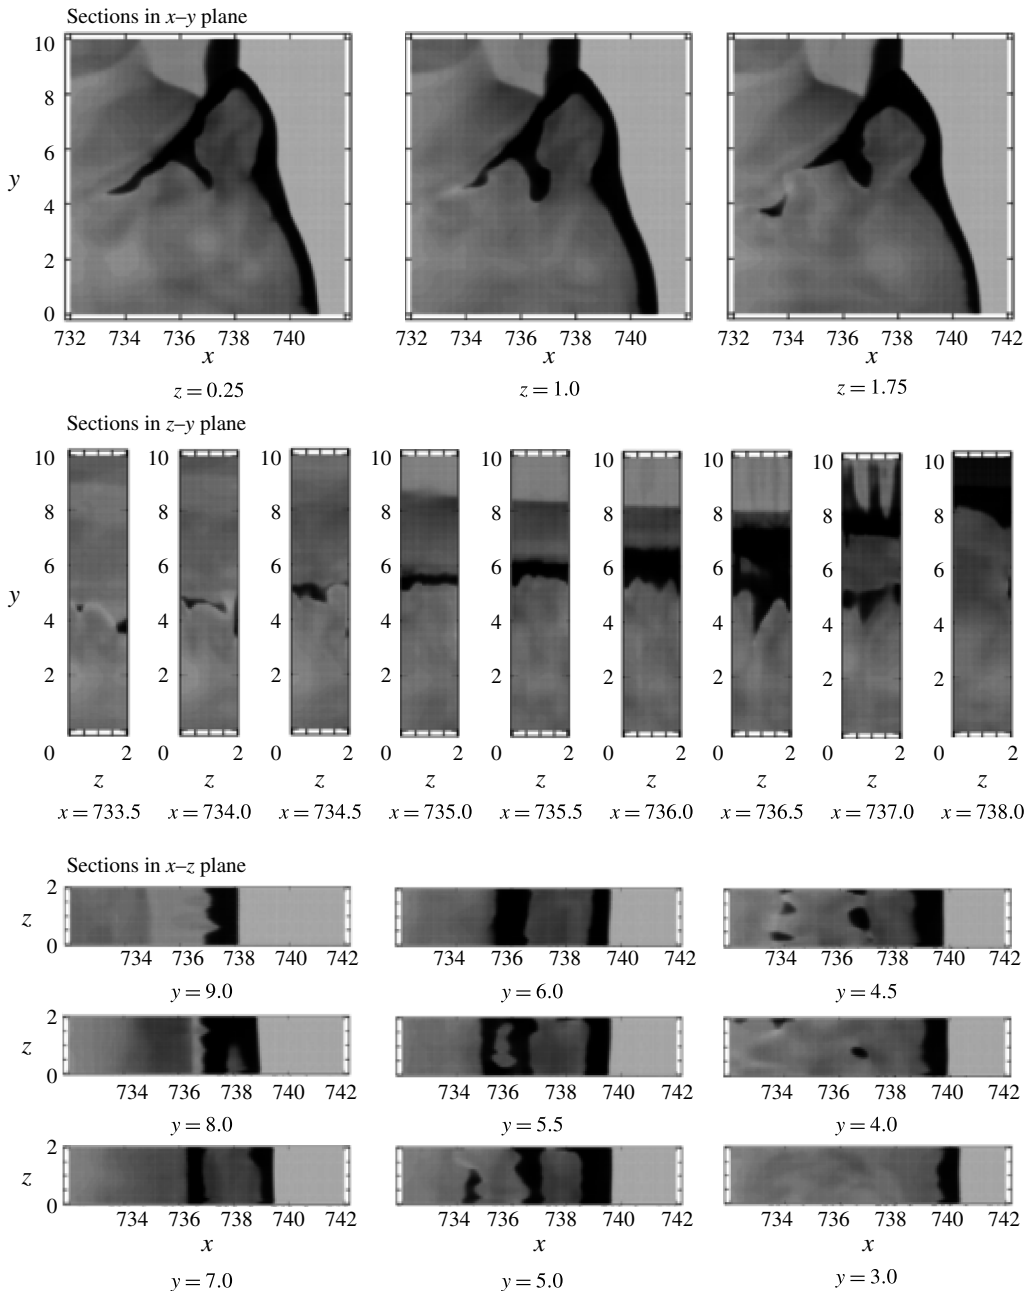 Sections in x–y plane
10 8 6 4 2 0
y
732 734 736 738 740 732 734 736 738 740 732 734 736 738 740 742
x x x
z = 0.25 z = 1.0 z = 1.75
Sections in z–y plane
10 10 10 10 10 10 10 10 10
8 8 8 8 8 8 8 8 8
6 6 6 6 6 6 6 6 6
y
4 4 4 4 4 4 4 4 4
2 2 2 2 2 2 2 2 2
0 2 0 2 0 2 0 2 0 2 0 2 0 2 0 2 0 2
z z z z z z z z z
x = 733.5 x = 734.0 x = 734.5 x = 735.0 x = 735.5 x = 736.0 x = 736.5 x = 737.0 x = 738.0
Sections in x–z plane
2
z
0
734 736 738 740 742 734 736 738 740 742 734 736 738 740 742
y = 9.0 y = 6.0 y = 4.5
2
z
0
734 736 738 740 742 734 736 738 740 742 734 736 738 740 742
y = 8.0 y = 5.5 y = 4.0
2
z
0
734 736 738 740 742 734 736 738 740 742 734 736 738 740 742
x x x
y = 7.0 y = 5.0 y = 3.0